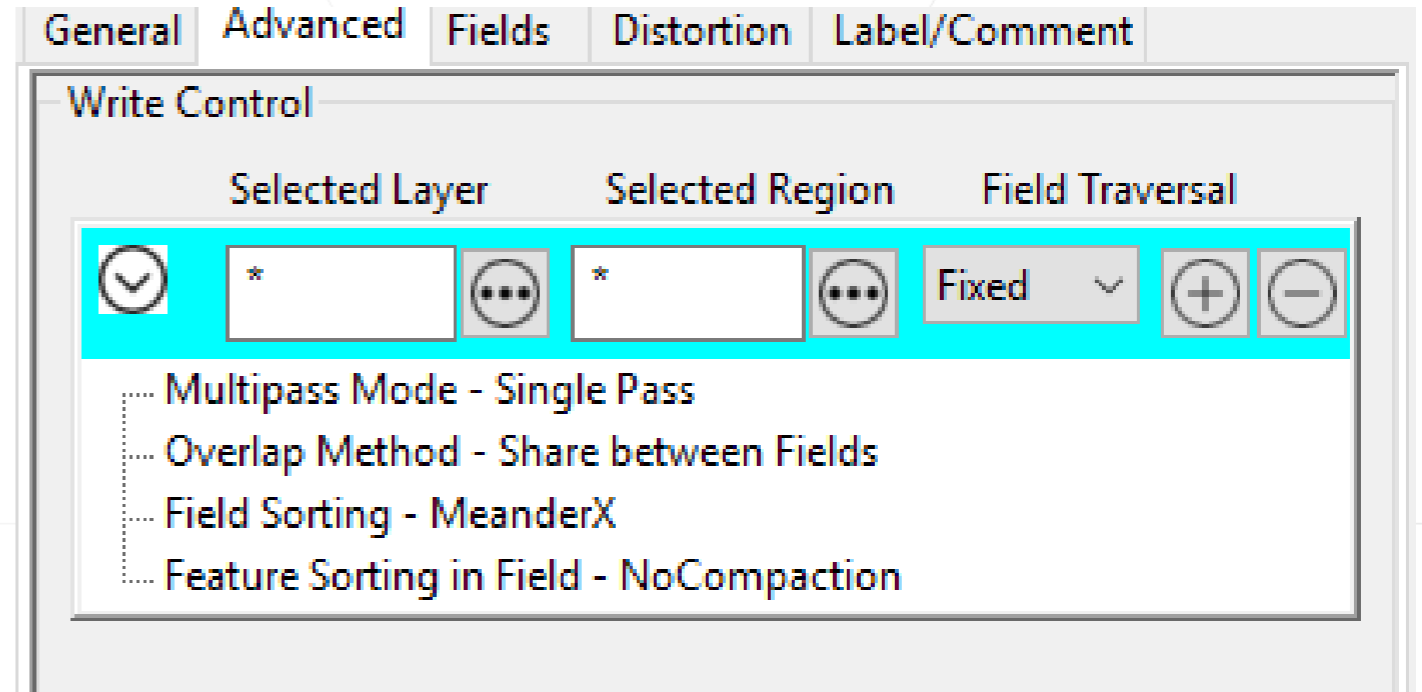 General Advanced Fields Distortion Label/Comment
Write Control
Selected Layer Selected Region Field Traversal
* * Fixed
Multipass Mode - Single Pass
Overlap Method - Share between Fields
Field Sorting - MeanderX
Feature Sorting in Field - NoCompaction